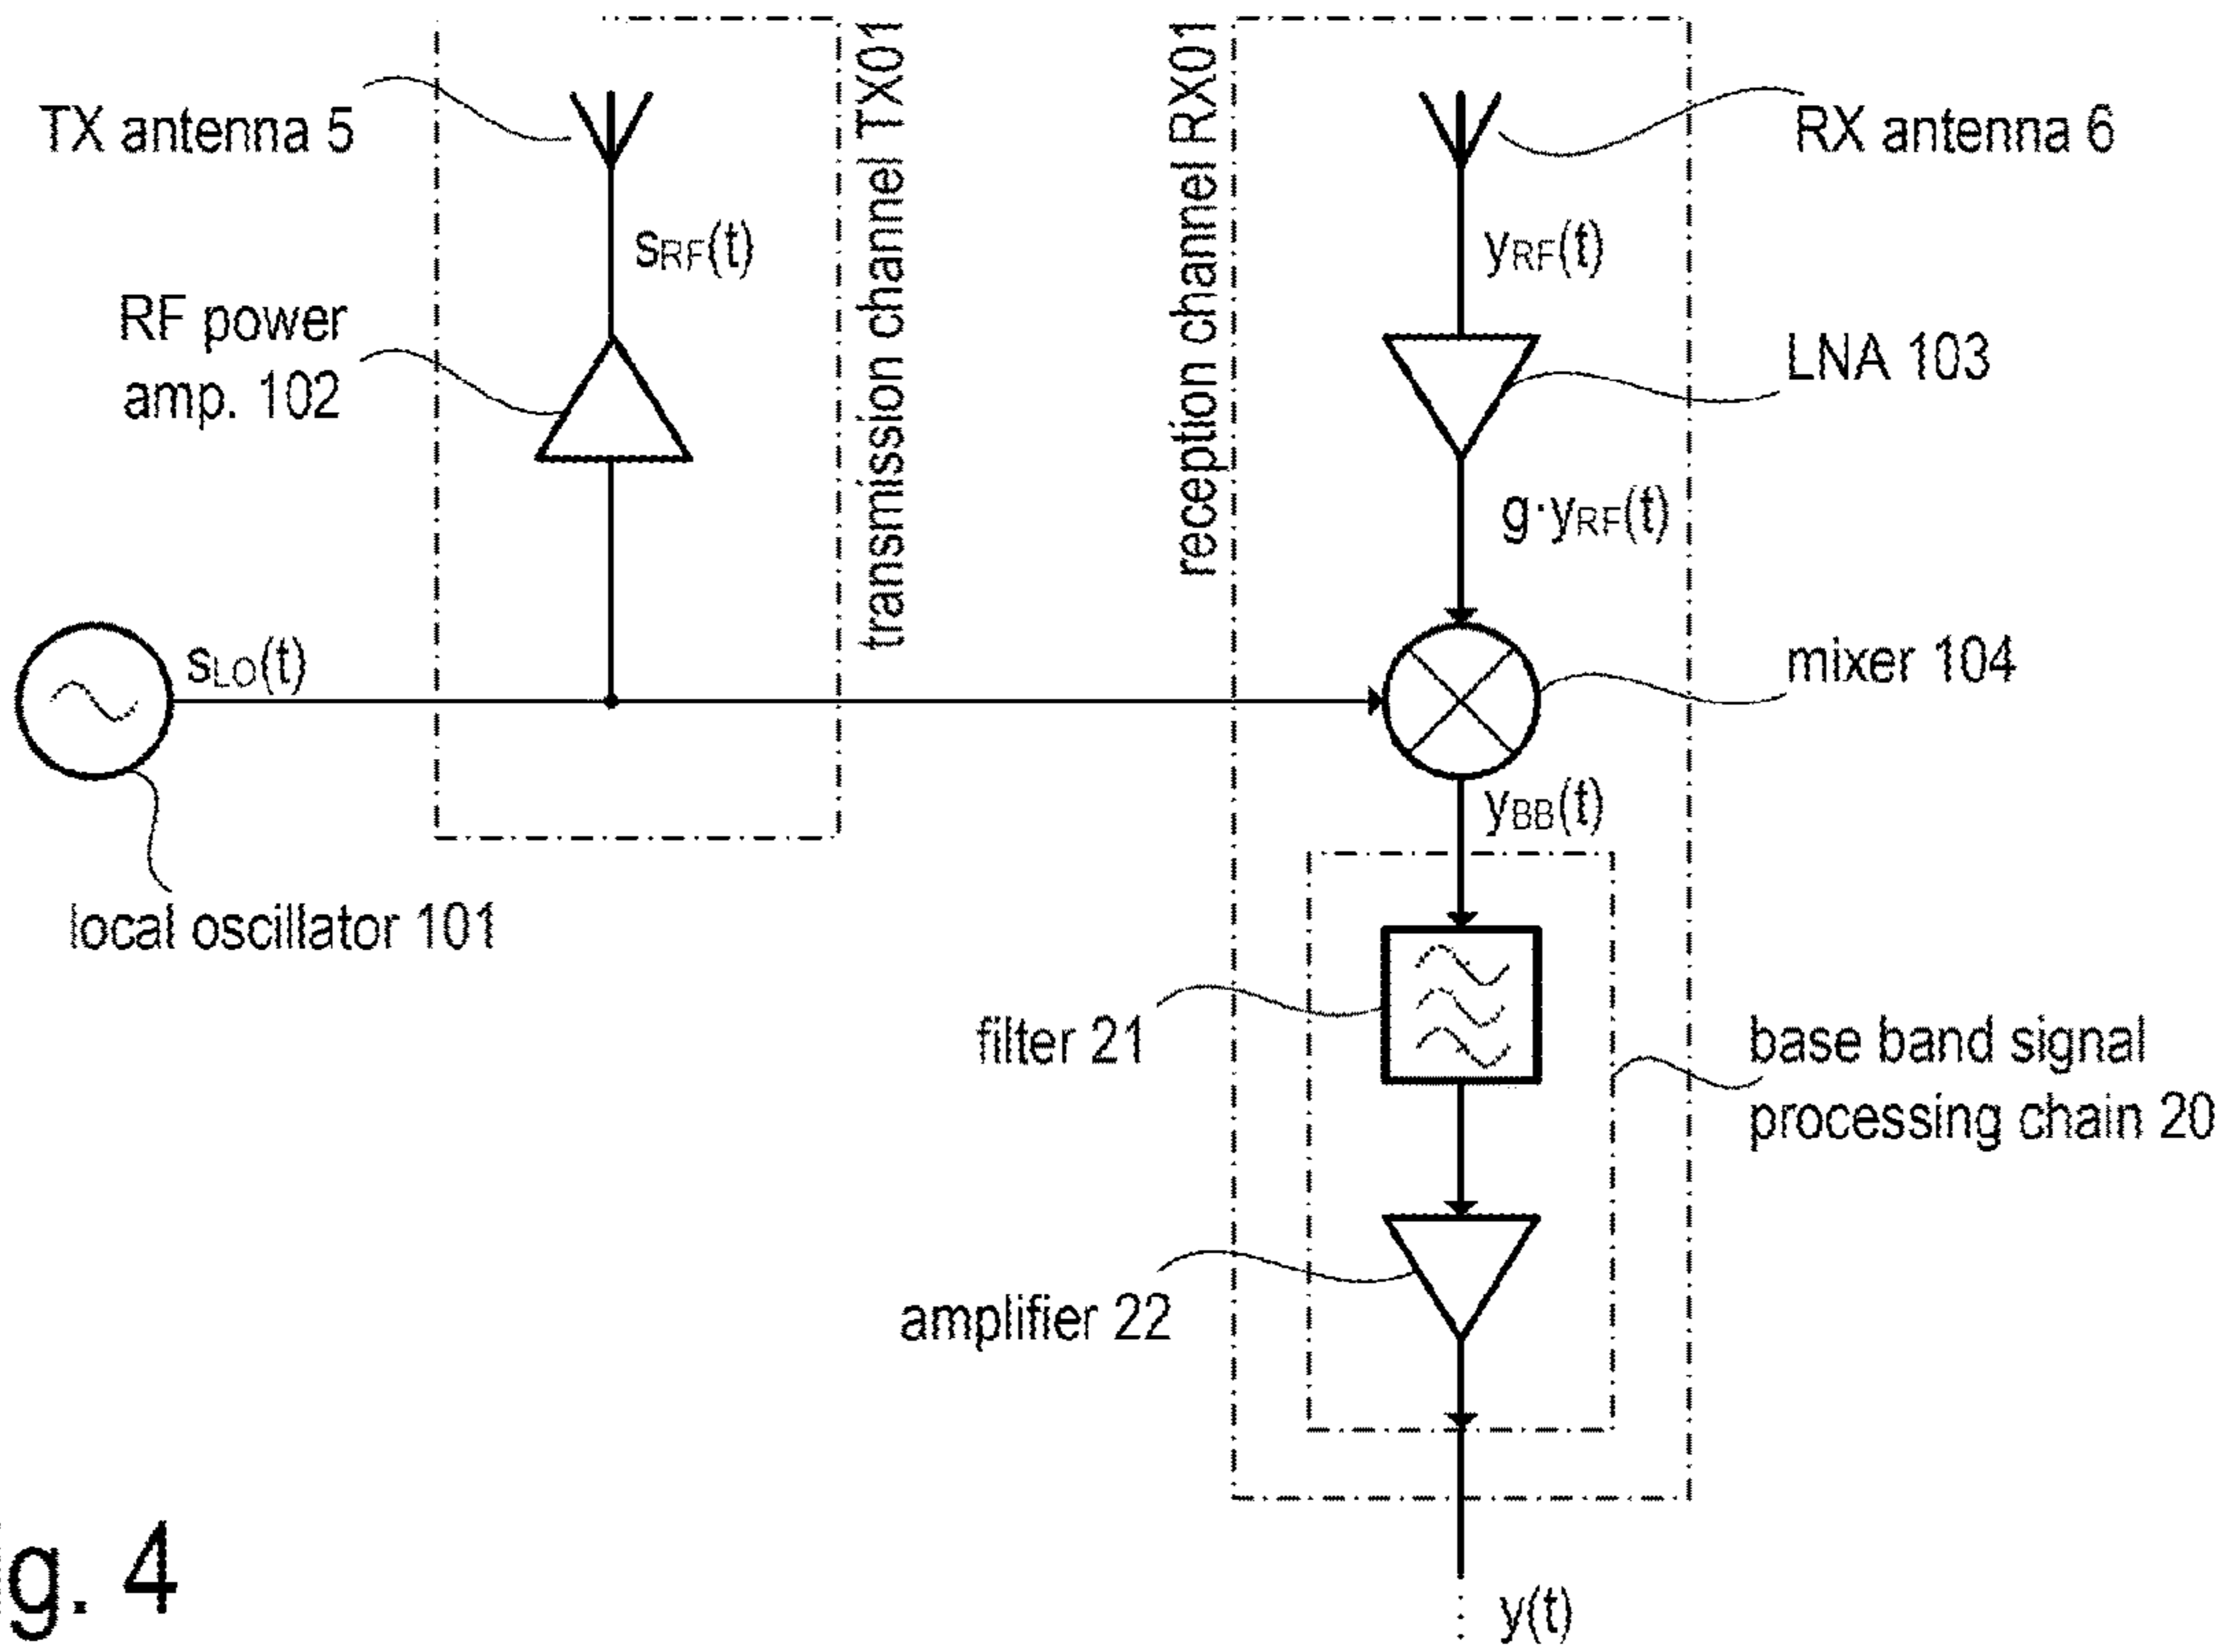 TX antenna 5
sRF(t)
RF power
amp. 102
transmission channel TX01
reception channel RX01
RX antenna 6
yRF(t)
LNA 103
g·yRF(t)
sLO(t)
mixer 104
yBB(t)
local oscillator 101
filter 21
base band signal
processing chain 20
amplifier 22
y(t)
g. 4